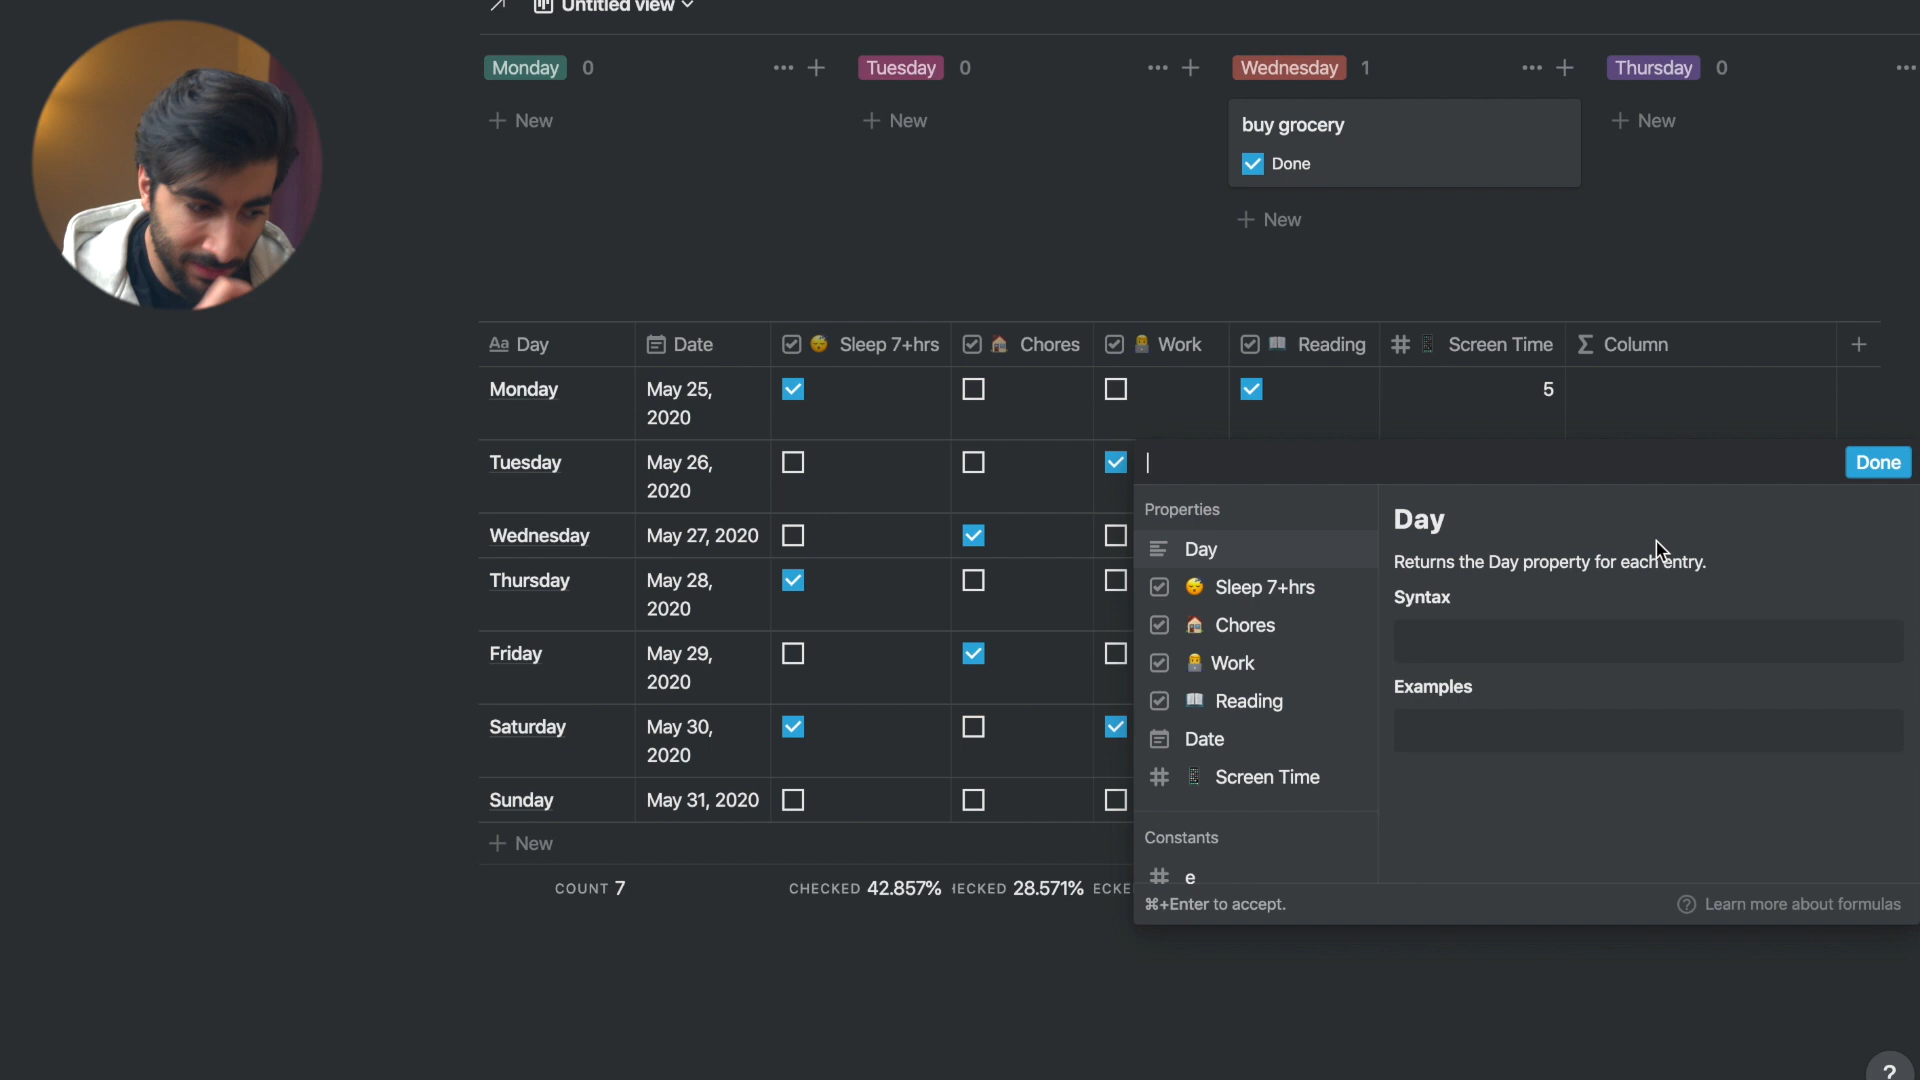 Untitled view
Monday 0
Tuesday 0
Wednesday 1
Thursday 0
New
New
buy grocery
Done
New
New
Day
Date
Sleep 7+hrs
Chores
Work
Reading
Screen Time
Column
Monday
May 25,
2020
5
Tuesday
May 26,
2020
Wednesday
May 27, 2020
Thursday
May 28,
2020
Friday
May 29,
2020
Saturday
May 30,
2020
Sunday
May 31, 2020
New
COUNT 7
CHECKED 42.857%
HECKED 28.571%
ECKE
Done
Properties
Day
Sleep 7+hrs
Chores
Work
Reading
Date
Screen Time
Constants
e
Day
Returns the Day property for each entry.
Syntax
Examples
⌘+Enter to accept.
? Learn more about formulas
?